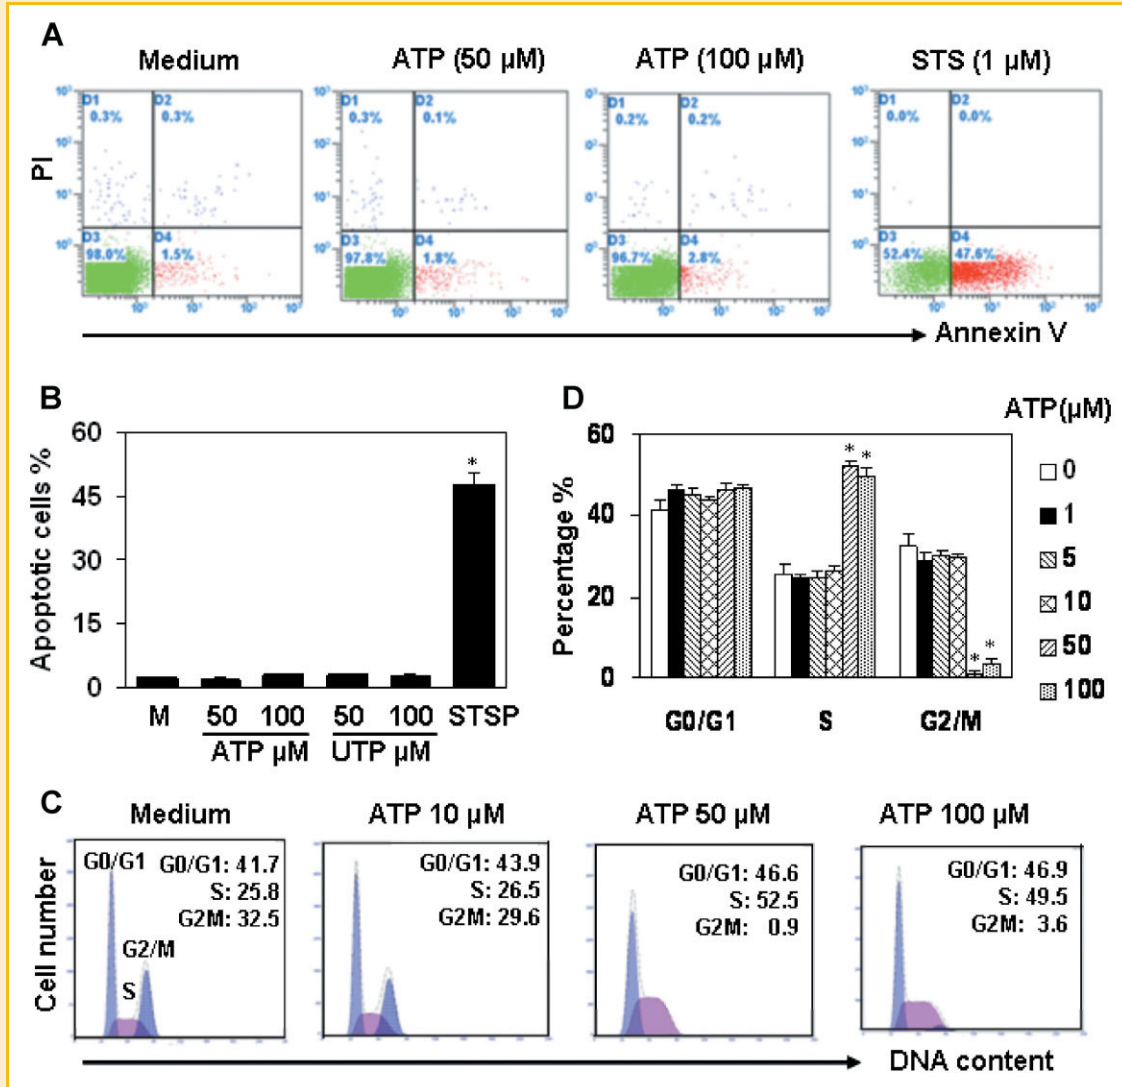 A
Medium ATP (50 µM) ATP (100 µM) STS (1 µM)
D1 D2 D1 D2 D1 D2 D1 D2
0.3% 0.3% 0.3% 0.1% 0.2% 0.2% 0.0% 0.0%
PI
D3 D4 D3 D4 D3 D4 D3 D4
98.0% 1.5% 97.8% 1.8% 96.7% 2.8% 52.4% 47.6%
Annexin V
B
60
45
30
15
0
Apoptotic cells %
*
M 50 100 50 100 STSP
ATP µM UTP µM
D
ATP(µM)
60
40
20
0
Percentage %
* *
* *
G0/G1 S G2/M
0
1
5
10
50
100
C
Medium ATP 10 µM ATP 50 µM ATP 100 µM
Cell number
G0/G1 G0/G1: 41.7
S: 25.8
G2M: 32.5
G2/M
S
G0/G1: 43.9
S: 26.5
G2M: 29.6
G0/G1: 46.6
S: 52.5
G2M: 0.9
G0/G1: 46.9
S: 49.5
G2M: 3.6
DNA content